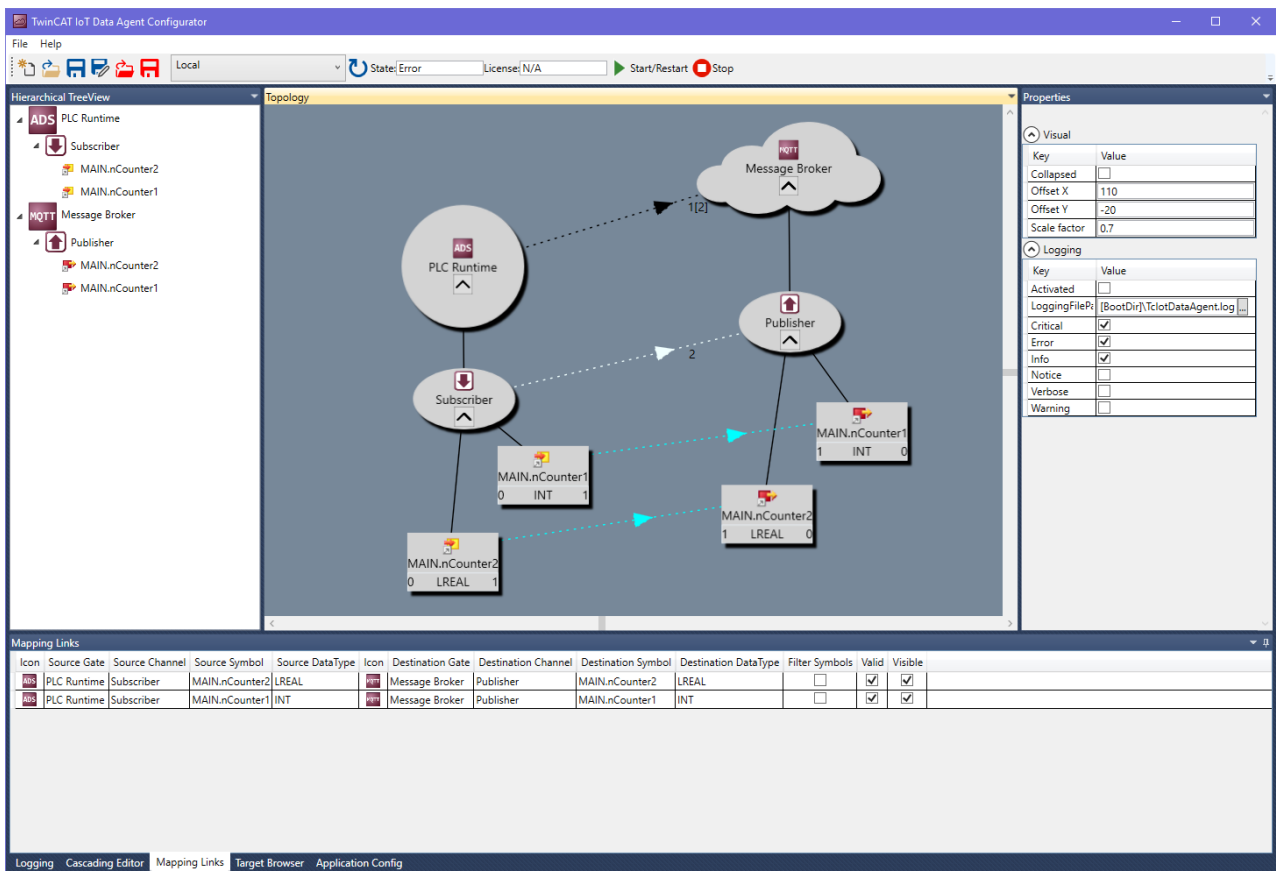 TwinCAT IoT Data Agent Configurator
File Help
Local State: Error License: N/A Start/Restart Stop
Hierarchical TreeView
ADS PLC Runtime
Subscriber
MAIN.nCounter2
MAIN.nCounter1
MQTT Message Broker
Publisher
MAIN.nCounter2
MAIN.nCounter1
Topology
MQTT
Message Broker
1[2]
ADS
PLC Runtime
Publisher
2
Subscriber
MAIN.nCounter1
1 INT 0
MAIN.nCounter1
0 INT 1
MAIN.nCounter2
1 LREAL 0
MAIN.nCounter2
0 LREAL 1
Properties
Visual
Key Value
Collapsed
Offset X 110
Offset Y -20
Scale factor 0.7
Logging
Key Value
Activated
LoggingFilePa [BootDir]\TcIotDataAgent.log ...
Critical
Error
Info
Notice
Verbose
Warning
Mapping Links
Icon Source Gate Source Channel Source Symbol Source DataType Icon Destination Gate Destination Channel Destination Symbol Destination DataType Filter Symbols Valid Visible
ADS PLC Runtime Subscriber MAIN.nCounter2 LREAL MQTT Message Broker Publisher MAIN.nCounter2 LREAL
ADS PLC Runtime Subscriber MAIN.nCounter1 INT MQTT Message Broker Publisher MAIN.nCounter1 INT
Logging Cascading Editor Mapping Links Target Browser Application Config